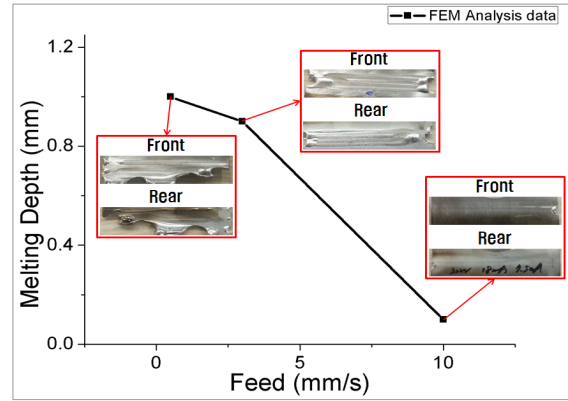 FEM Analysis data
Melting Depth (mm)
1.2
0.8
0.4
0.0
Front
Rear
Front
Rear
Front
Rear
0
5
10
Feed (mm/s)